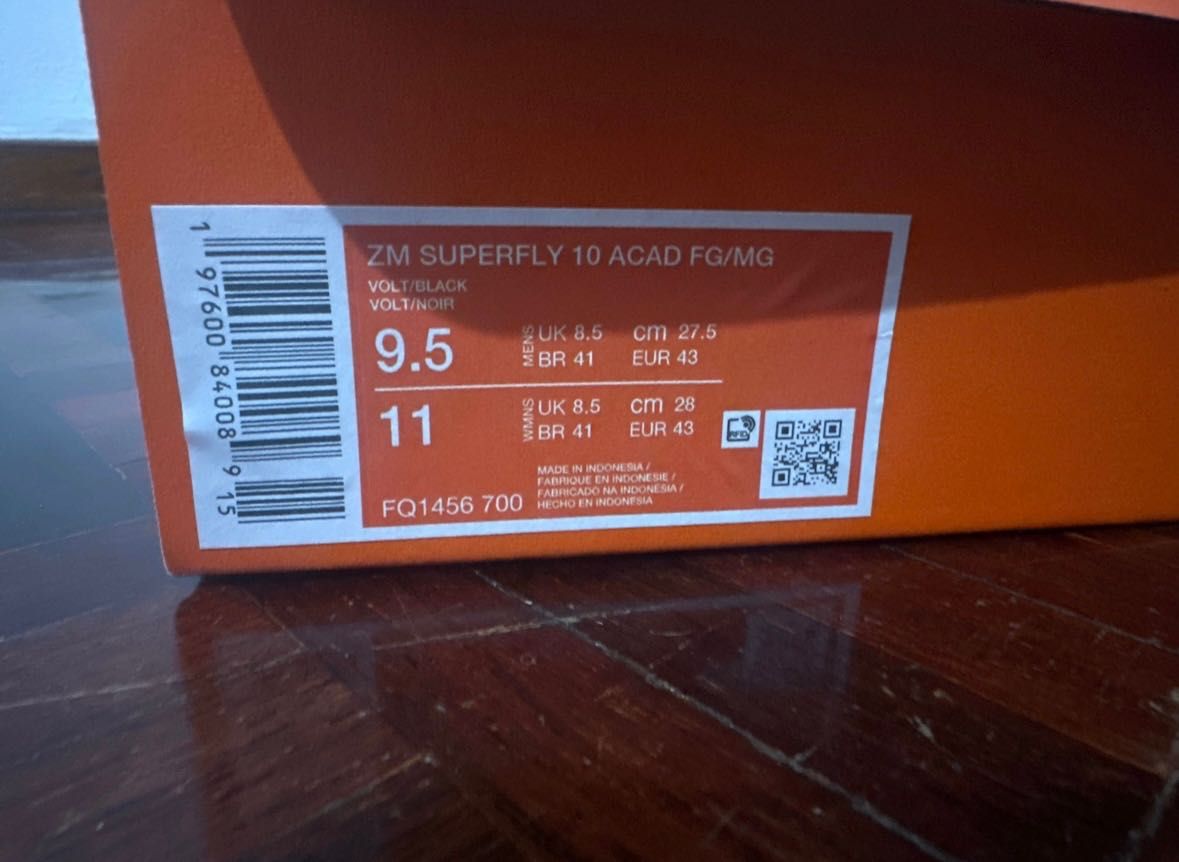 1 97600 84008 9 15
ZM SUPERFLY 10 ACAD FG/MG
VOLT/BLACK
VOLT/NOIR
9.5
MENS
UK 8.5 cm 27.5
BR 41 EUR 43
11
WMNS
UK 8.5 cm 28
BR 41 EUR 43
RFID
MADE IN INDONESIA /
FABRIQUE EN INDONESIE /
FABRICADO NA INDONÉSIA /
HECHO EN INDONESIA
FQ1456 700